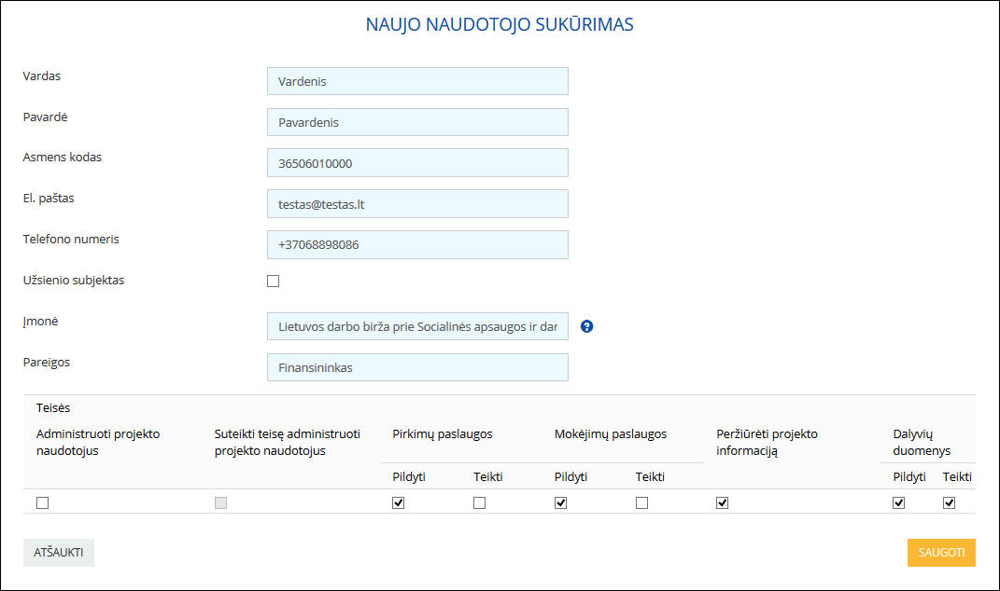 NAUJO NAUDOTOJO SUKŪRIMAS
Vardas
Vardenis
Pavardė
Pavardenis
Asmens kodas
36506010000
El. paštas
testas@testas.lt
Telefono numeris
+37068898086
Užsienio subjektas
Įmonė
Lietuvos darbo birža prie Socialinės apsaugos ir dar
?
Pareigos
Finansininkas
Teisės
Administruoti projekto naudotojus
Suteikti teisę administruoti projekto naudotojus
Pirkimų paslaugos
Mokėjimų paslaugos
Peržiūrėti projekto informaciją
Dalyvių duomenys
Pildyti
Teikti
Pildyti
Teikti
Pildyti
Teikti
ATŠAUKTI
SAUGOTI